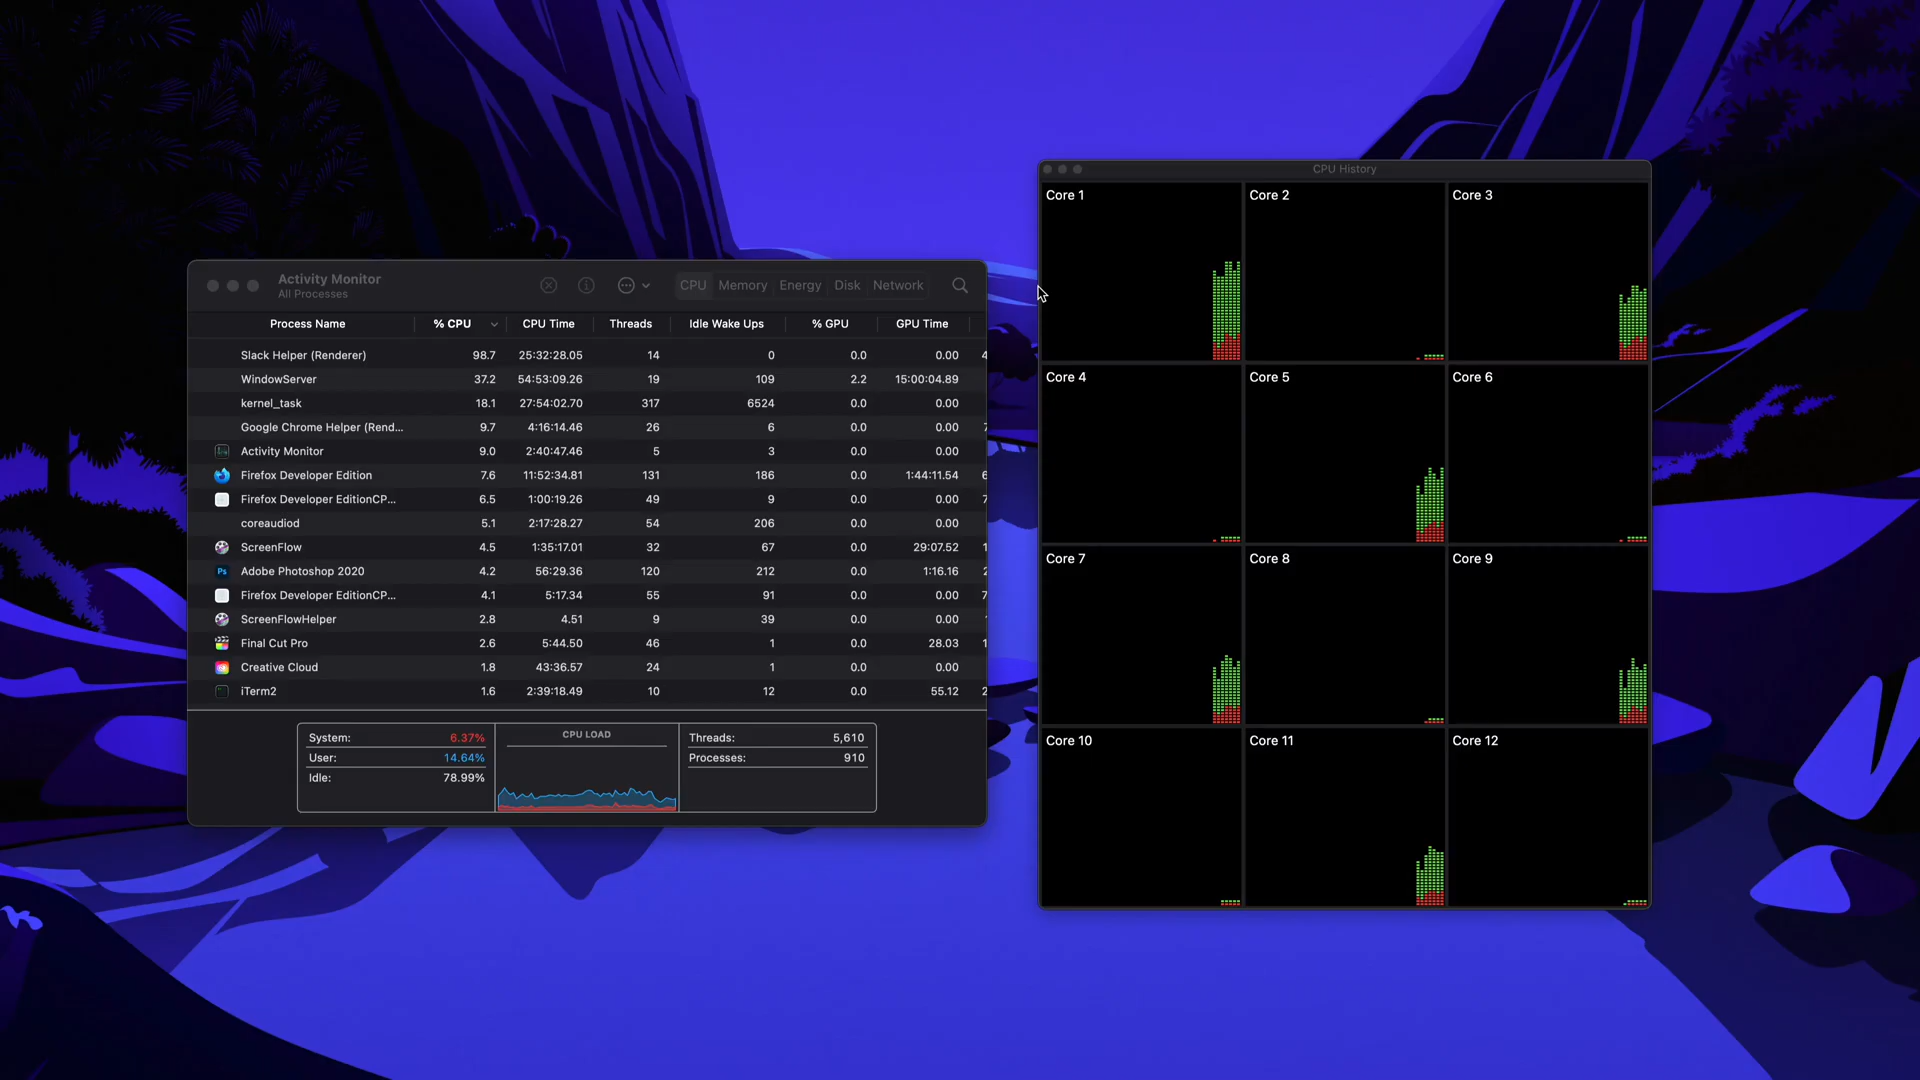 CPU History
Core 1
Core 2
Core 3
Activity Monitor
All Processes
CPU
Memory
Energy
Disk
Network
Process Name % CPU CPU Time Threads Idle Wake Ups % GPU GPU Time
Slack Helper (Renderer) 98.7 25:32:28.05 14 0 0.0 0.00 4
WindowServer 37.2 54:53:09.26 19 109 2.2 15:00:04.89
kernel_task 18.1 27:54:02.70 317 6524 0.0 0.00
Google Chrome Helper (Rend... 9.7 4:16:14.46 26 6 0.0 0.00
Activity Monitor 9.0 2:40:47.46 5 3 0.0 0.00
Firefox Developer Edition 7.6 11:52:34.81 131 186 0.0 1:44:11.54
Firefox Developer EditionCP... 6.5 1:00:19.26 49 9 0.0 0.00
coreaudiod 5.1 2:17:28.27 54 206 0.0 0.00
ScreenFlow 4.5 1:35:17.01 32 67 0.0 29:07.52
Ps
Adobe Photoshop 2020 4.2 56:29.36 120 212 0.0 1:16.16
Firefox Developer EditionCP... 4.1 5:17.34 55 91 0.0 0.00
ScreenFlowHelper 2.8 4.51 9 39 0.0 0.00
Final Cut Pro 2.6 5:44.50 46 1 0.0 28.03
Creative Cloud 1.8 43:36.57 24 1 0.0 0.00
iTerm2 1.6 2:39:18.49 10 12 0.0 55.12
System: 6.37%
User: 14.64%
Idle: 78.99%
CPU LOAD
Threads: 5,610
Processes: 910
Core 4
Core 5
Core 6
Core 7
Core 8
Core 9
Core 10
Core 11
Core 12